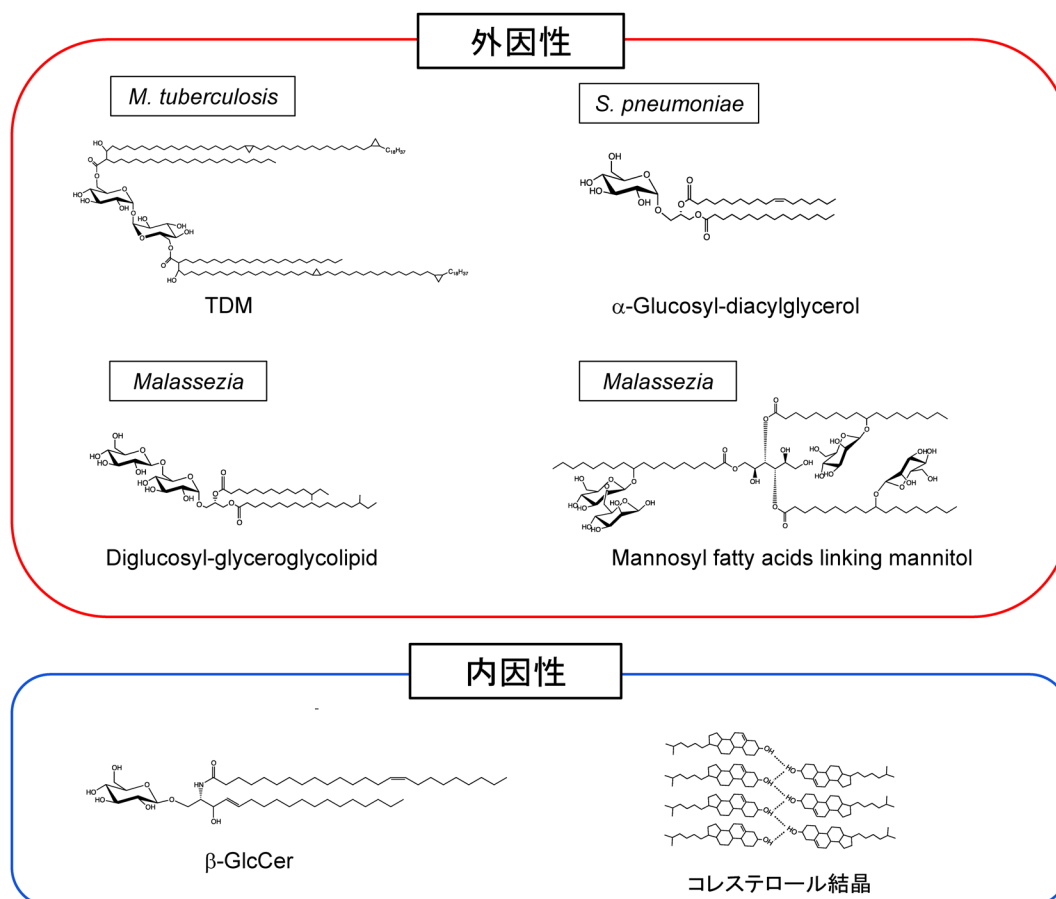 外因性
M. tuberculosis
S. pneumoniae
TDM
α-Glucosyl-diacylglycerol
Malassezia
Malassezia
Diglucosyl-glyceroglycolipid
Mannosyl fatty acids linking mannitol
内因性
β-GlcCer
コレステロール結晶